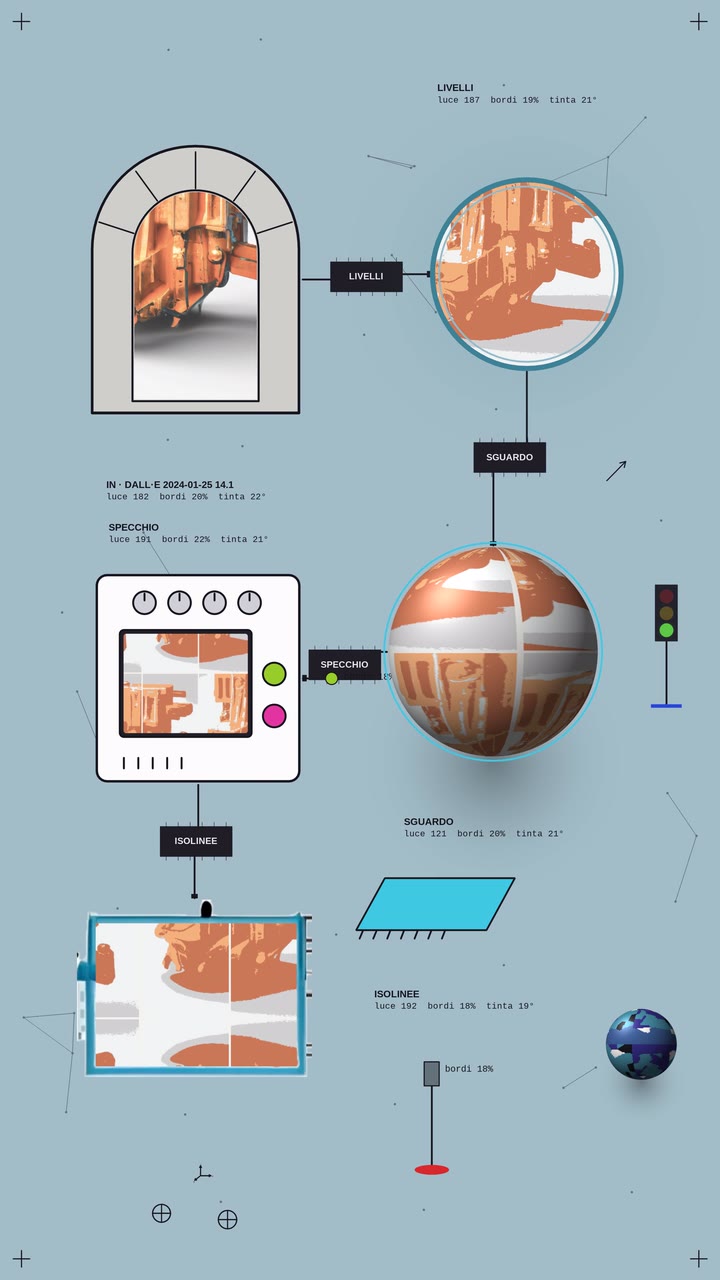 LIVELLI
luce 187  bordi 19%  tinta 21°
LIVELLI
SGUARDO
IN · DALL·E 2024-01-25 14.1
luce 182  bordi 20%  tinta 22°
SPECCHIO
luce 191  bordi 22%  tinta 21°
SPECCHIO
ISOLINEE
SGUARDO
luce 121  bordi 20%  tinta 21°
ISOLINEE
luce 192  bordi 18%  tinta 19°
bordi 18%